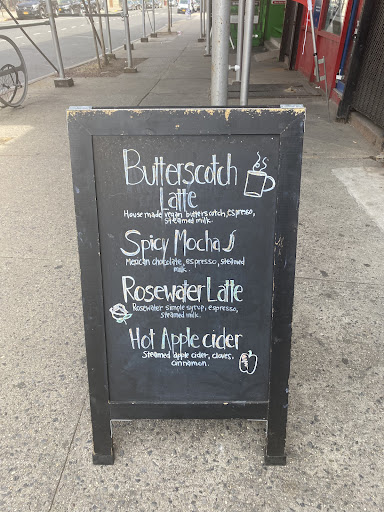 Butterscotch
Latte
House made vegan butterscotch, espresso,
steamed milk.
Spicy Mocha
Mexican chocolate, espresso, steamed
milk.
Rosewater Latte
Rosewater simple syrup, espresso,
steamed milk.
Hot Apple cider
Steamed apple cider, cloves,
cinnamon.